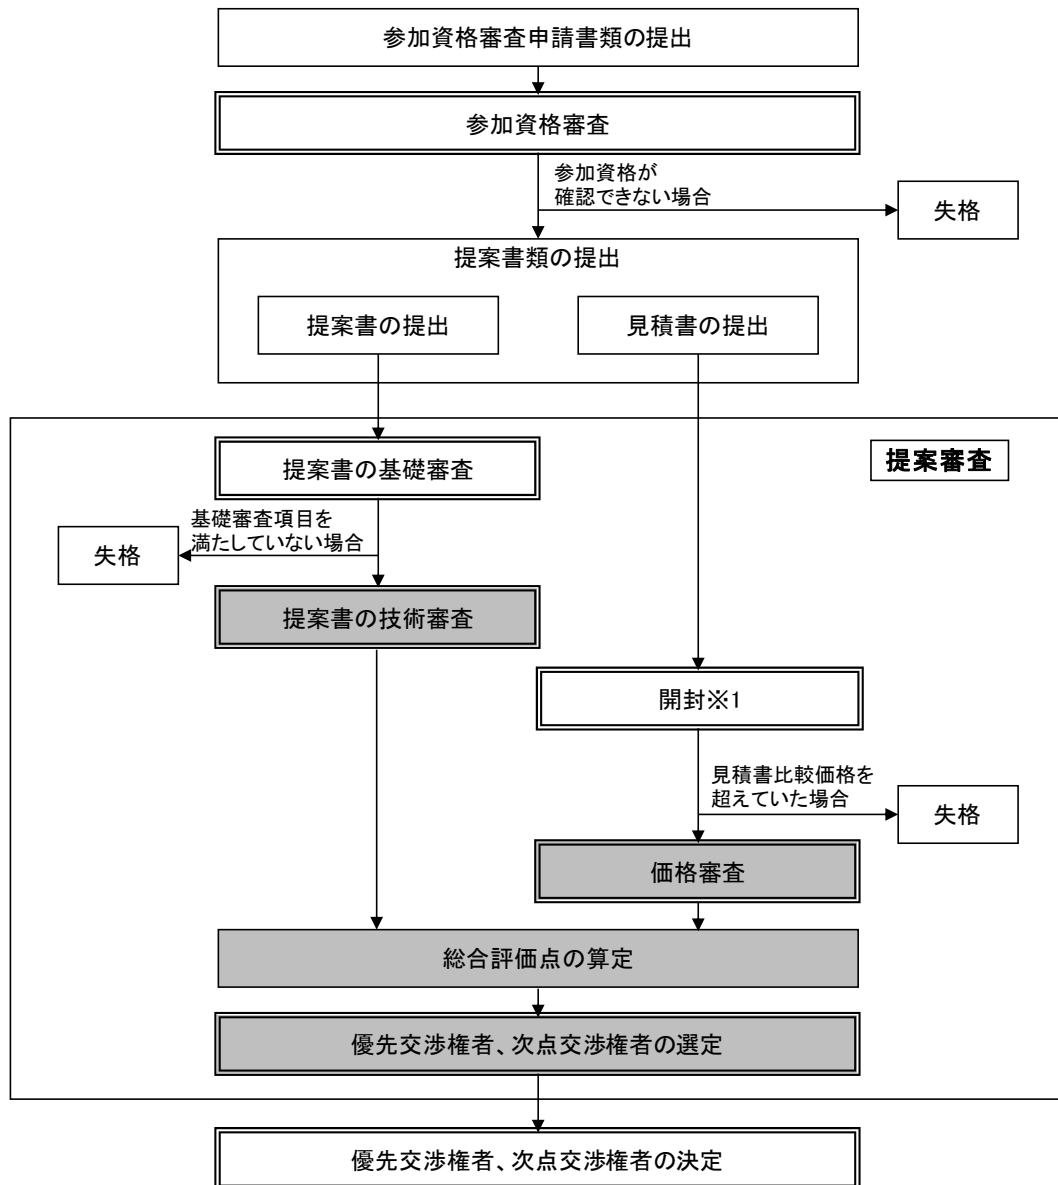 参加資格審査申請書類の提出
参加資格審査
参加資格が
確認できない場合
失格
提案書類の提出
提案書の提出
見積書の提出
提案審査
提案書の基礎審査
基礎審査項目を
満たしていない場合
失格
提案書の技術審査
開封※1
見積書比較価格を
超えていた場合
失格
価格審査
総合評価点の算定
優先交渉権者、次点交渉権者の選定
優先交渉権者、次点交渉権者の決定